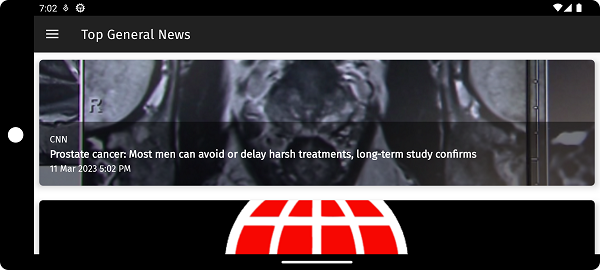 7:02
Top General News
R
CNN
Prostate cancer: Most men can avoid or delay harsh treatments, long-term study confirms
11 Mar 2023 5:02 PM